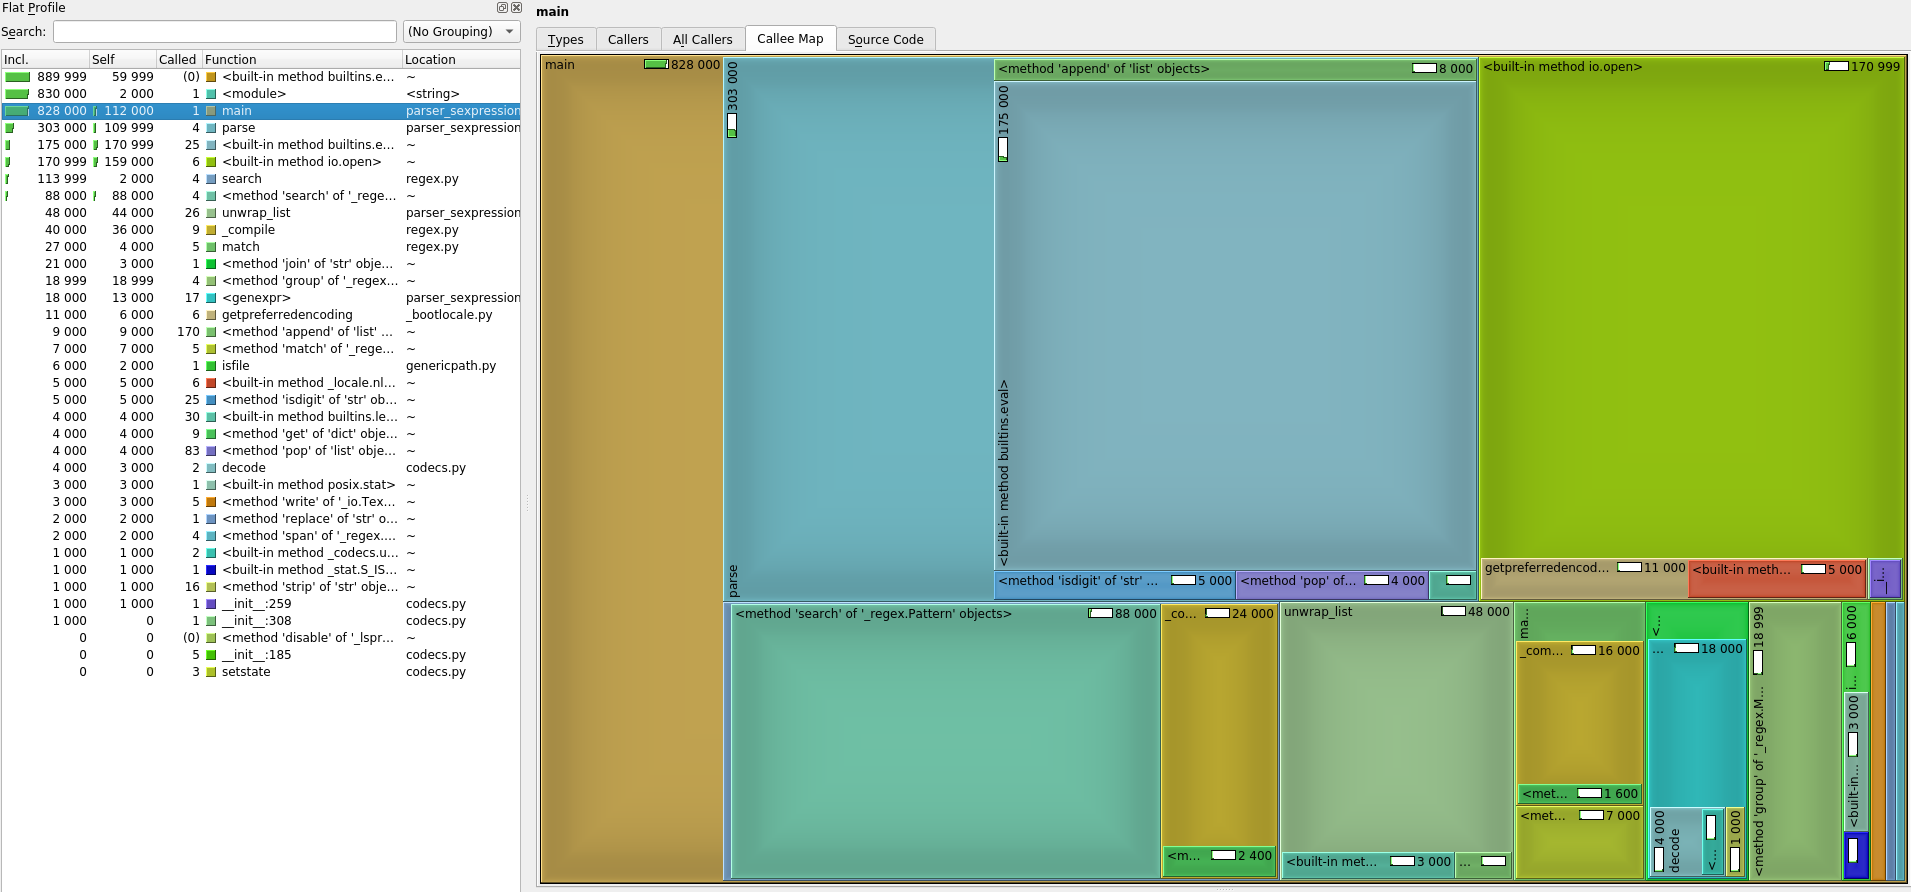 Flat Profile
Search:
(No Grouping)
Incl. Self Called Function Location
889 999 59 999 (0) <built-in method builtins.e... ~
830 000 2 000 1 <module> <string>
828 000 112 000 1 main parser_sexpression
303 000 109 999 4 parse parser_sexpression
175 000 170 999 25 <built-in method builtins.e... ~
170 999 159 000 6 <built-in method io.open> ~
113 999 2 000 4 search regex.py
88 000 88 000 4 <method 'search' of '_rege... ~
48 000 44 000 26 unwrap_list parser_sexpression
40 000 36 000 9 _compile regex.py
27 000 4 000 5 match regex.py
21 000 3 000 1 <method 'join' of 'str' obje... ~
18 999 18 999 4 <method 'group' of '_regex... ~
18 000 13 000 17 <genexpr> parser_sexpression
11 000 6 000 6 getpreferredencoding _bootlocale.py
9 000 9 000 170 <method 'append' of 'list' ... ~
7 000 7 000 5 <method 'match' of '_rege... ~
6 000 2 000 1 isfile genericpath.py
5 000 5 000 6 <built-in method _locale.nl... ~
5 000 5 000 25 <method 'isdigit' of 'str' ob... ~
4 000 4 000 30 <built-in method builtins.le... ~
4 000 4 000 9 <method 'get' of 'dict' obje... ~
4 000 4 000 83 <method 'pop' of 'list' obje... ~
4 000 3 000 2 decode codecs.py
3 000 3 000 1 <built-in method posix.stat> ~
3 000 3 000 5 <method 'write' of '_io.Tex... ~
2 000 2 000 1 <method 'replace' of 'str' o... ~
2 000 2 000 4 <method 'span' of '_regex.... ~
1 000 1 000 2 <built-in method _codecs.u... ~
1 000 1 000 1 <built-in method _stat.S_IS... ~
1 000 1 000 16 <method 'strip' of 'str' obje... ~
1 000 1 000 1 __init__:259 codecs.py
1 000 0 1 __init__:308 codecs.py
0 0 (0) <method 'disable' of '_lspr... ~
0 0 5 __init__:185 codecs.py
0 0 3 setstate codecs.py
main
Types Callers All Callers Callee Map Source Code
main 828 000
parse 303 000
<method 'append' of 'list' objects> 8 000
<built-in method builtins.eval> 175 000
<method 'isdigit' of 'str' ... 5 000
<method 'pop' of... 4 000
<built-in method io.open> 170 999
getpreferredencod... 11 000
<built-in meth... 5 000
_i...
<method 'search' of '_regex.Pattern' objects> 88 000
_co... 24 000
<m... 2 400
unwrap_list 48 000
<built-in met... 3 000
...
ma...
_com... 16 000
<met... 1 600
<met... 7 000
<...
... 18 000
decode 4 000
<...
1 000
<method 'group' of '_regex.M... 18 999
i... 6 000
<built-in... 3 000